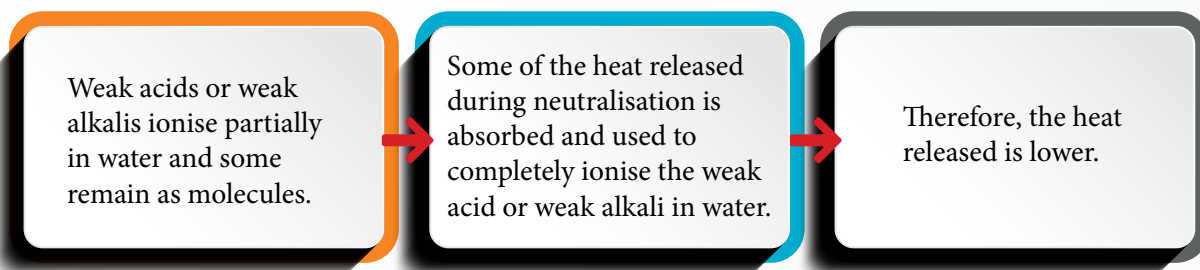 Weak acids or weak
alkalis ionise partially
in water and some
remain as molecules.
Some of the heat released
during neutralisation is
absorbed and used to
completely ionise the weak
acid or weak alkali in water.
Therefore, the heat
released is lower.